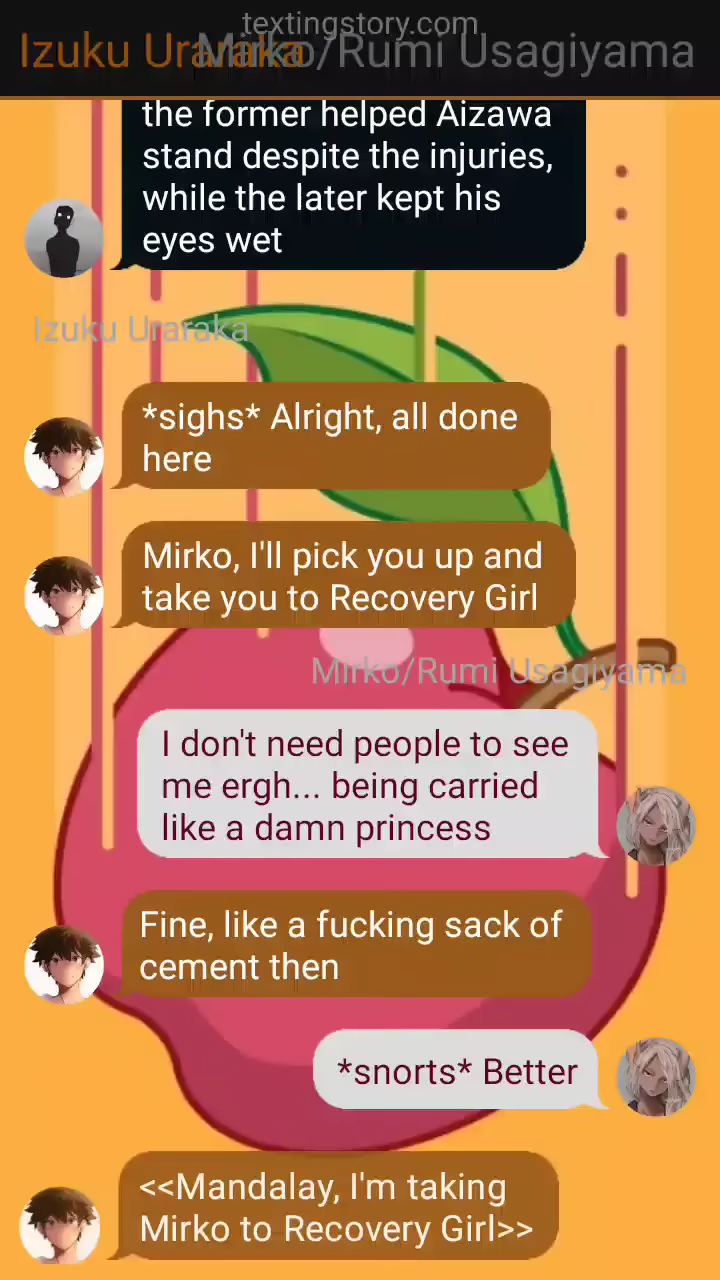 textingstory.com
Izuku Uraraka
Mirko/Rumi Usagiyama
the former helped Aizawa
stand despite the injuries,
while the later kept his
eyes wet
Izuku Uraraka
*sighs* Alright, all done
here
Mirko, I'll pick you up and
take you to Recovery Girl
Mirko/Rumi Usagiyama
I don't need people to see
me ergh... being carried
like a damn princess
Fine, like a fucking sack of
cement then
*snorts* Better
<<Mandalay, I'm taking
Mirko to Recovery Girl>>